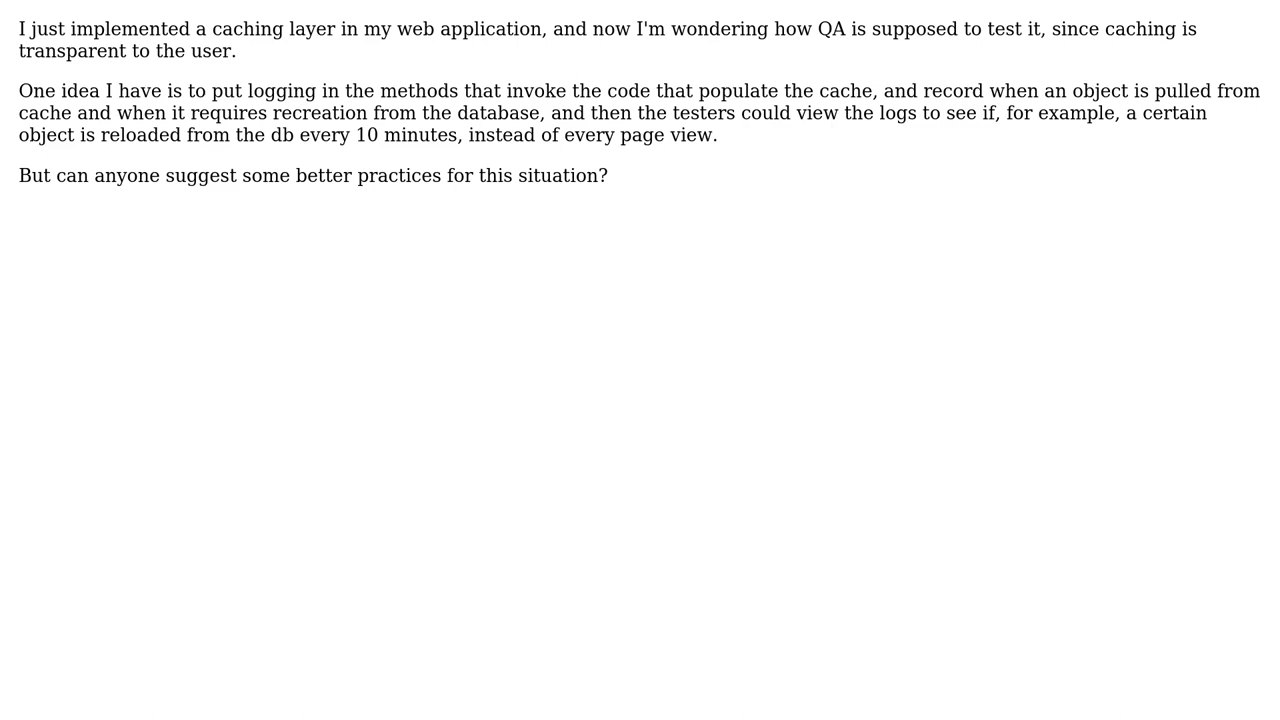 I just implemented a caching layer in my web application, and now I'm wondering how QA is supposed to test it, since caching is
transparent to the user.
One idea I have is to put logging in the methods that invoke the code that populate the cache, and record when an object is pulled from
cache and when it requires recreation from the database, and then the testers could view the logs to see if, for example, a certain
object is reloaded from the db every 10 minutes, instead of every page view.
But can anyone suggest some better practices for this situation?